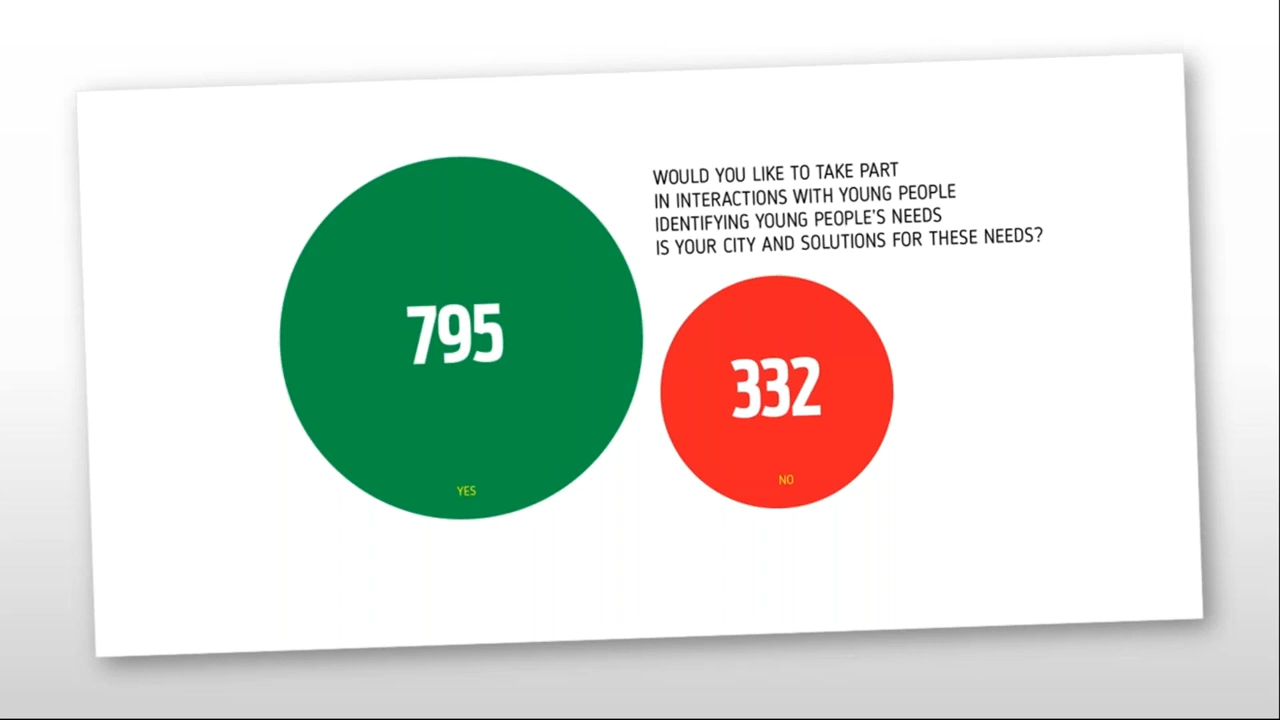 WOULD YOU LIKE TO TAKE PART
IN INTERACTIONS WITH YOUNG PEOPLE
IDENTIFYING YOUNG PEOPLE'S NEEDS
IS YOUR CITY AND SOLUTIONS FOR THESE NEEDS?
795
YES
332
NO